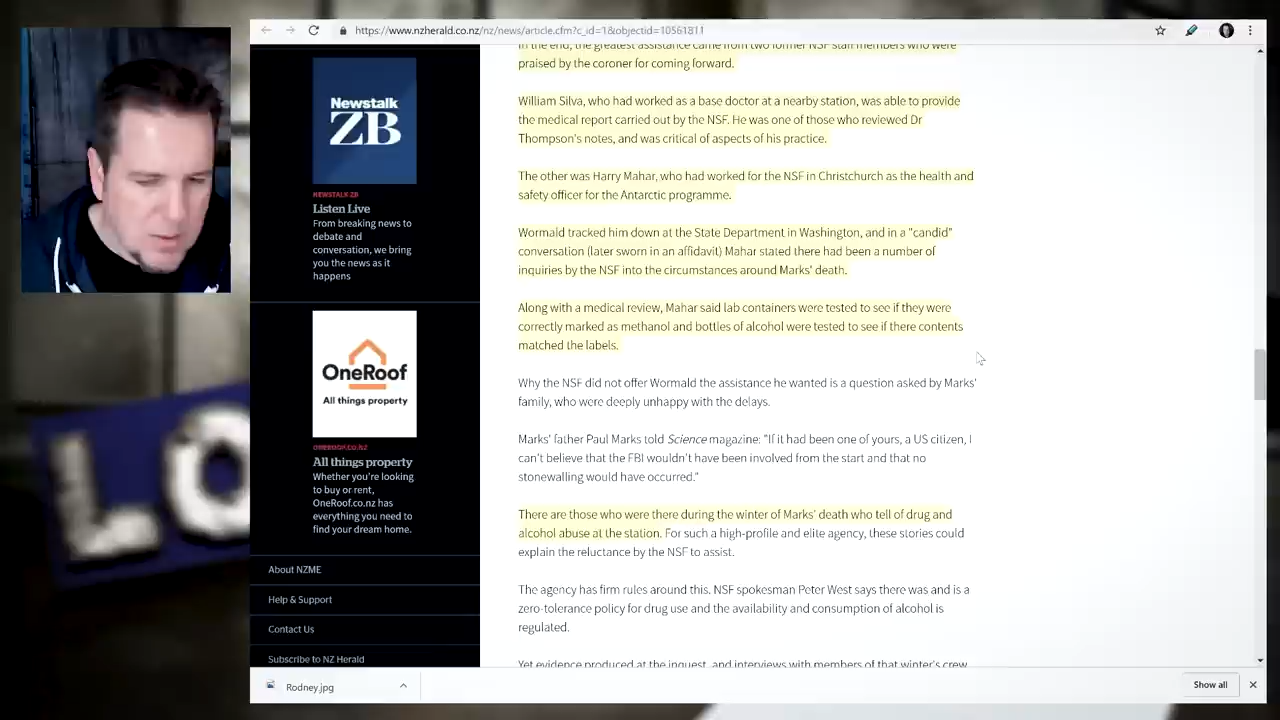 https://www.nzherald.co.nz/nz/news/article.cfm?c_id=1&objectid=10561811
In the end, the greatest assistance came from two former NSF staff members who were
praised by the coroner for coming forward.
William Silva, who had worked as a base doctor at a nearby station, was able to provide
the medical report carried out by the NSF. He was one of those who reviewed Dr
Thompson's notes, and was critical of aspects of his practice.
The other was Harry Mahar, who had worked for the NSF in Christchurch as the health and
safety officer for the Antarctic programme.
Wormald tracked him down at the State Department in Washington, and in a "candid"
conversation (later sworn in an affidavit) Mahar stated there had been a number of
inquiries by the NSF into the circumstances around Marks' death.
Along with a medical review, Mahar said lab containers were tested to see if they were
correctly marked as methanol and bottles of alcohol were tested to see if there contents
matched the labels.
Why the NSF did not offer Wormald the assistance he wanted is a question asked by Marks'
family, who were deeply unhappy with the delays.
Marks' father Paul Marks told Science magazine: "If it had been one of yours, a US citizen, I
can't believe that the FBI wouldn't have been involved from the start and that no
stonewalling would have occurred."
There are those who were there during the winter of Marks' death who tell of drug and
alcohol abuse at the station. For such a high-profile and elite agency, these stories could
explain the reluctance by the NSF to assist.
The agency has firm rules around this. NSF spokesman Peter West says there was and is a
zero-tolerance policy for drug use and the availability and consumption of alcohol is
regulated.
Yet evidence produced at the inquest, and interviews with members of that winter's crew
Newstalk
ZB
NEWSTALK ZB
Listen Live
From breaking news to
debate and
conversation, we bring
you the news as it
happens
OneRoof
All things property
ONEROOF.CO.NZ
All things property
Whether you're looking
to buy or rent,
OneRoof.co.nz has
everything you need to
find your dream home.
About NZME
Help & Support
Contact Us
Subscribe to NZ Herald
Rodney.jpg
Show all
LO